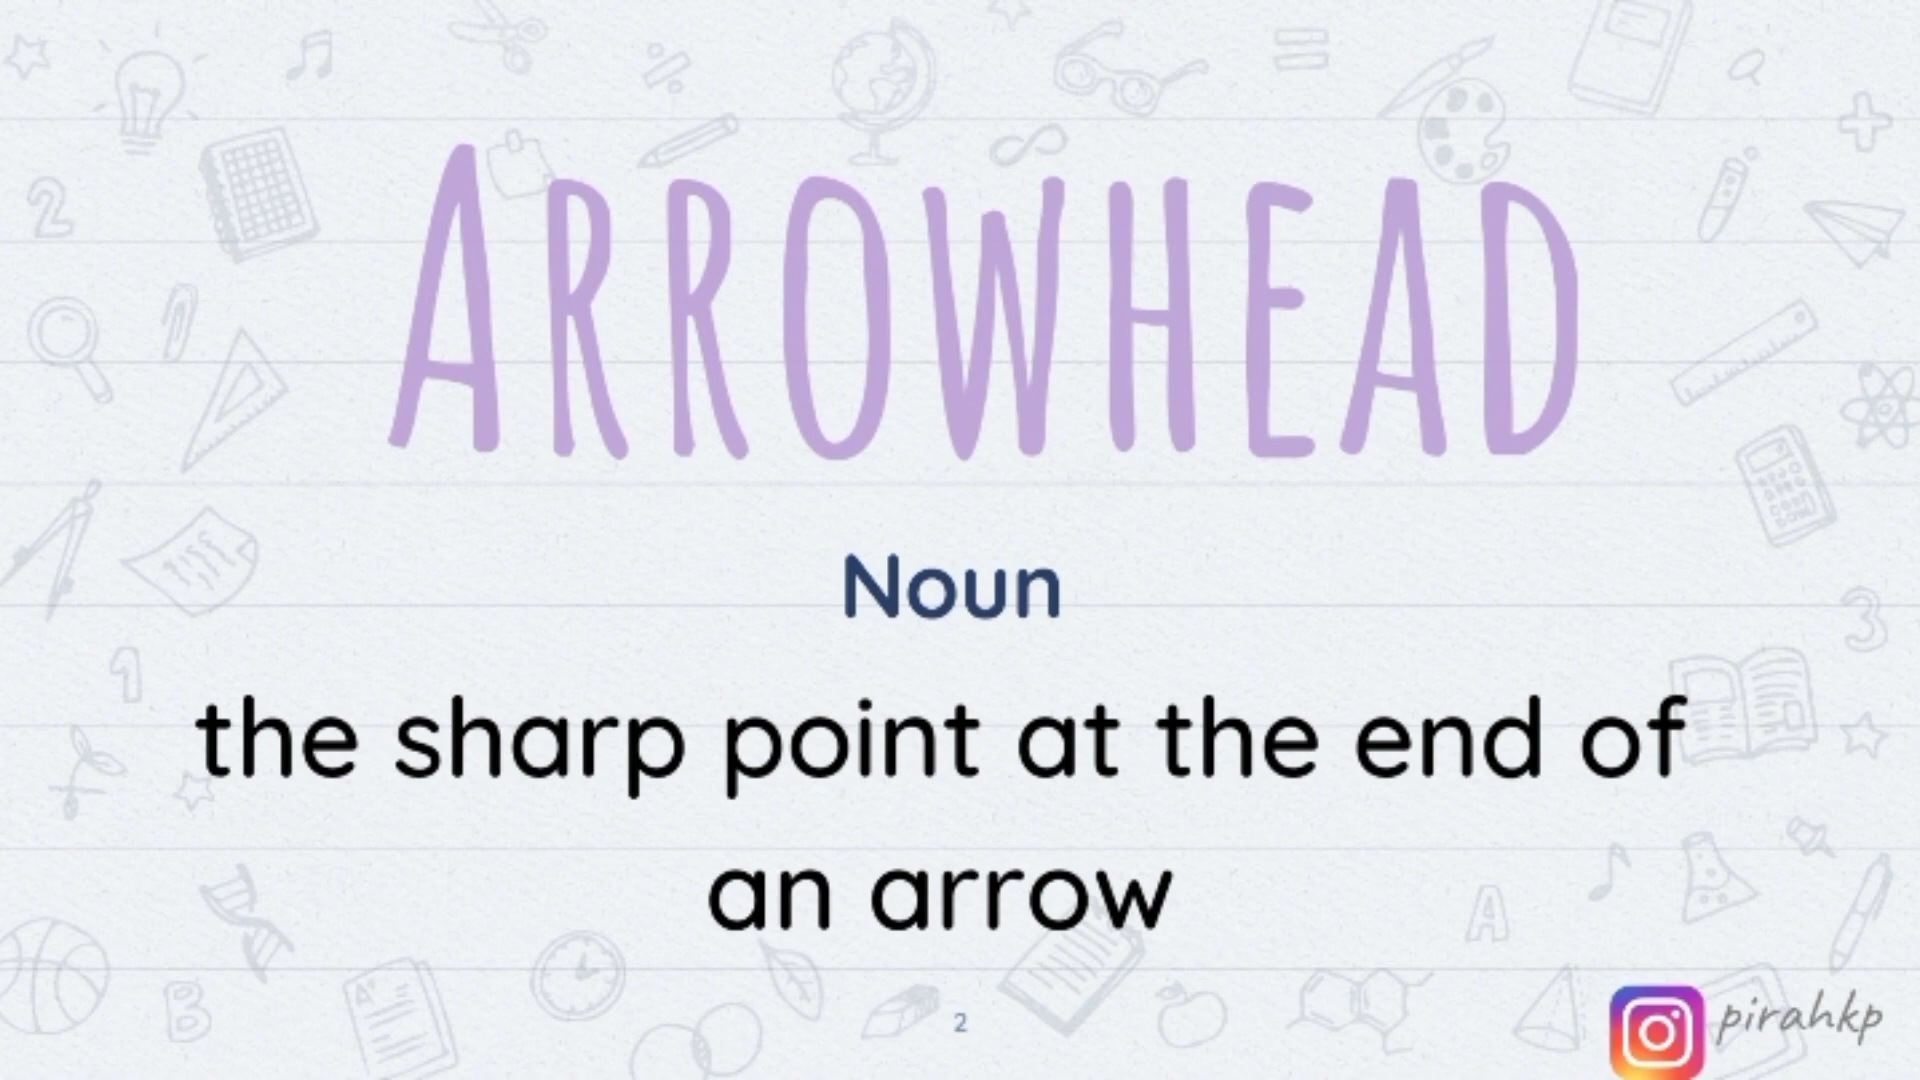 ARROWHEAD
Noun
the sharp point at the end of
an arrow
2
pirahkp